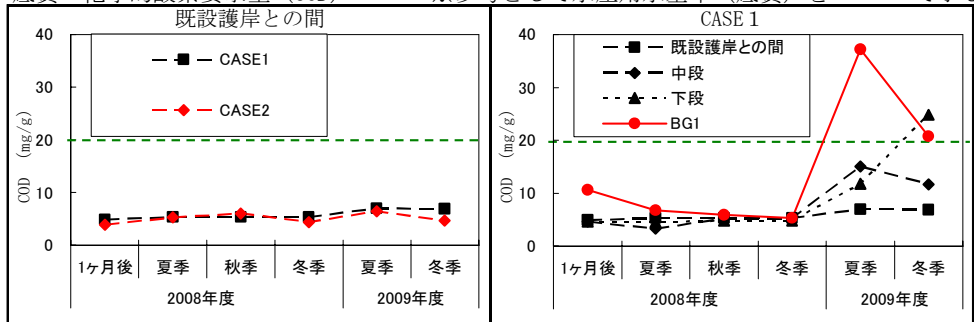 既設護岸との間
40
30
20
10
0
COD (mg/g)
CASE1
CASE2
1ヶ月後 夏季 秋季 冬季 夏季 冬季
2008年度 2009年度
CASE1
40
30
20
10
0
COD (mg/g)
既設護岸との間
中段
下段
BG1
1ヶ月後 夏季 秋季 冬季 夏季 冬季
2008年度 2009年度